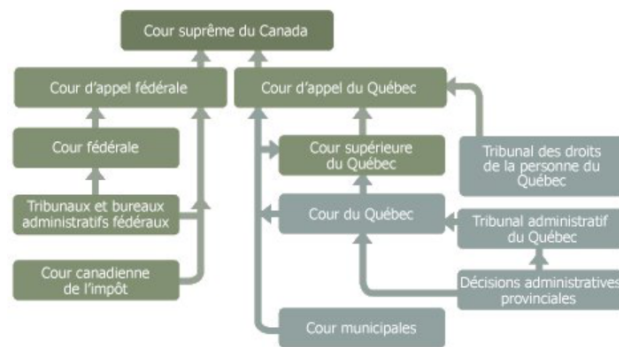 Cour suprême du Canada
Cour d'appel fédérale
Cour d'appel du Québec
Cour fédérale
Cour supérieure
du Québec
Tribunal des droits
de la personne du
Québec
Tribunaux et bureaux
administratifs fédéraux
Cour du Québec
Tribunal administratif
du Québec
Cour canadienne
de l'impôt
Décisions administratives
provinciales
Cour municipales